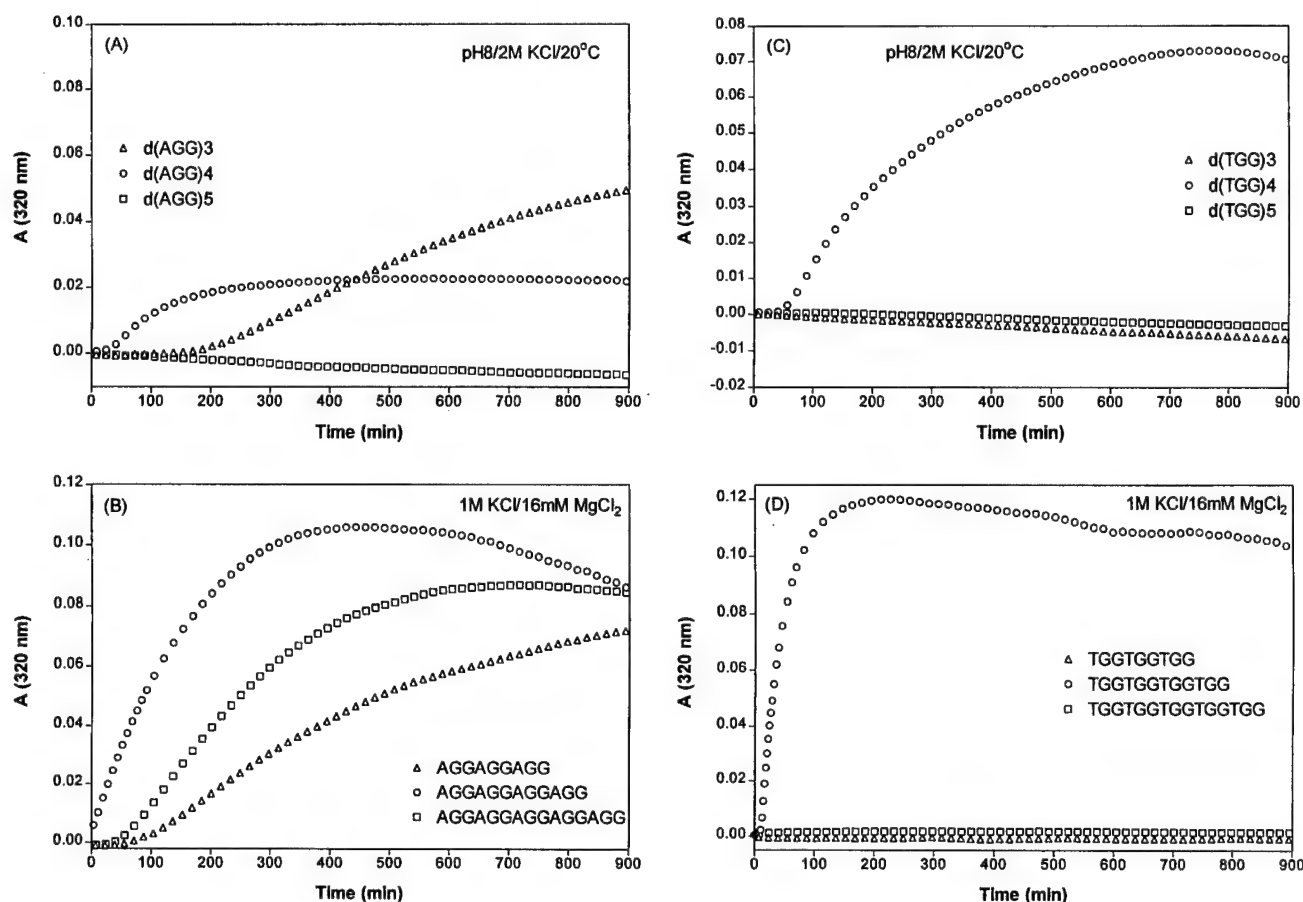 (A)
pH8/2M KCl/20°C
0.10
0.08
0.06
0.04
0.02
0.00
A (320 nm)
d(AGG)3
d(AGG)4
d(AGG)5
0 100 200 300 400 500 600 700 800 900
Time (min)
(C)
pH8/2M KCl/20°C
0.08
0.07
0.06
0.05
0.04
0.03
0.02
0.01
0.00
-0.01
-0.02
A (320 nm)
d(TGG)3
d(TGG)4
d(TGG)5
0 100 200 300 400 500 600 700 800 900
Time (min)
(B)
1M KCl/16mM MgCl₂
0.12
0.10
0.08
0.06
0.04
0.02
0.00
A (320 nm)
AGGAGGAGG
AGGAGGAGGAGG
AGGAGGAGGAGGAGG
0 100 200 300 400 500 600 700 800 900
Time (min)
(D)
1M KCl/16mM MgCl₂
0.12
0.10
0.08
0.06
0.04
0.02
0.00
A (320 nm)
TGGTGGTGG
TGGTGGTGGTGG
TGGTGGTGGTGGTGG
0 100 200 300 400 500 600 700 800 900
Time (min)